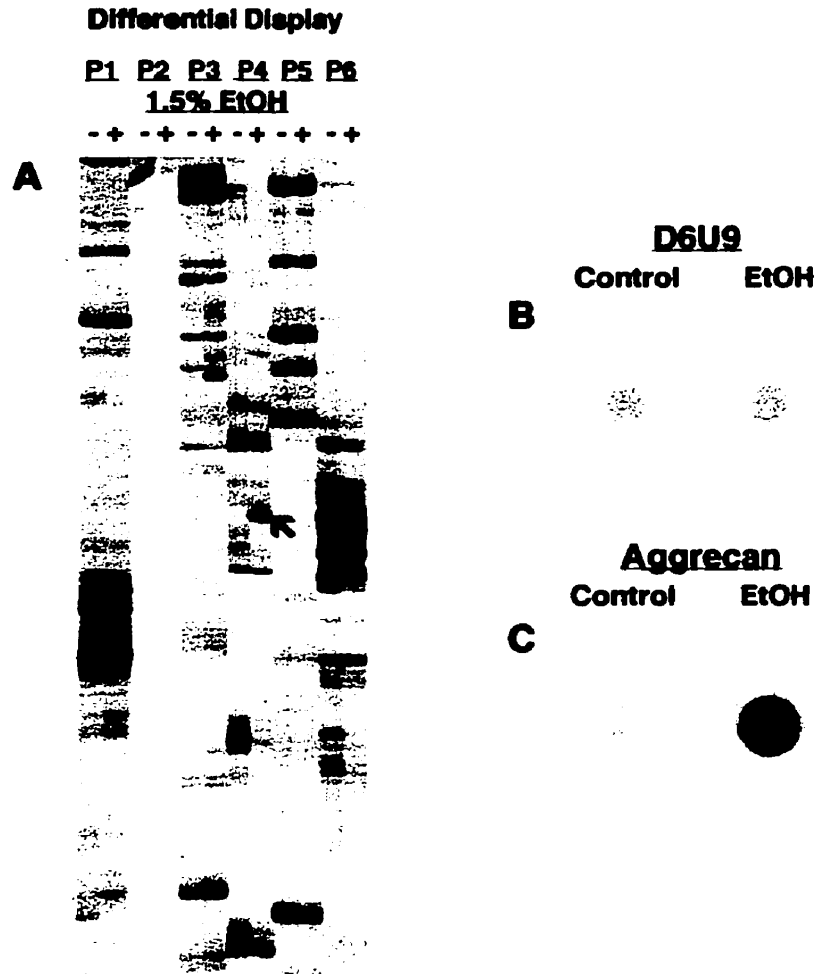 Differential Display
P1 P2 P3 P4 P5 P6
1.5% EtOH
- + - + - + - + - + - +
A
D6U9
Control EtOH
B
Aggrecan
Control EtOH
C